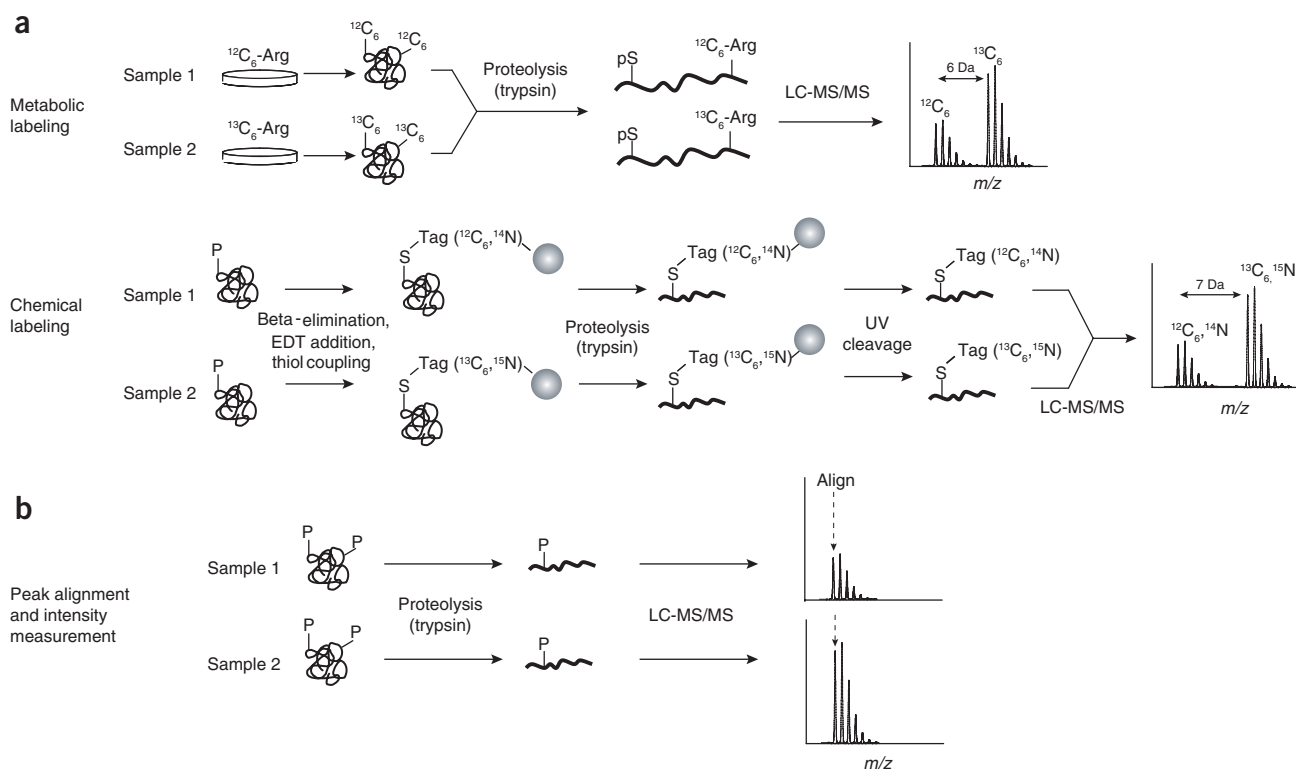 a
Metabolic
labeling
Sample 1
Sample 2
¹²C₆-Arg
¹³C₆-Arg
¹²C₆
¹²C₆
¹³C₆
¹³C₆
Proteolysis
(trypsin)
pS
¹²C₆-Arg
pS
¹³C₆-Arg
LC-MS/MS
¹²C₆
6 Da
¹³C₆
m/z
Chemical
labeling
Sample 1
Sample 2
P
P
Beta-elimination,
EDT addition,
thiol coupling
S
Tag (¹²C₆,¹⁴N)
S
Tag (¹³C₆,¹⁵N)
Proteolysis
(trypsin)
S
Tag (¹²C₆,¹⁴N)
S
Tag (¹³C₆,¹⁵N)
UV
cleavage
S
Tag (¹²C₆,¹⁴N)
S
Tag (¹³C₆,¹⁵N)
LC-MS/MS
¹²C₆,¹⁴N
7 Da
¹³C₆,¹⁵N
m/z
b
Peak alignment
and intensity
measurement
Sample 1
Sample 2
P
P
P
P
Proteolysis
(trypsin)
P
P
LC-MS/MS
Align
m/z